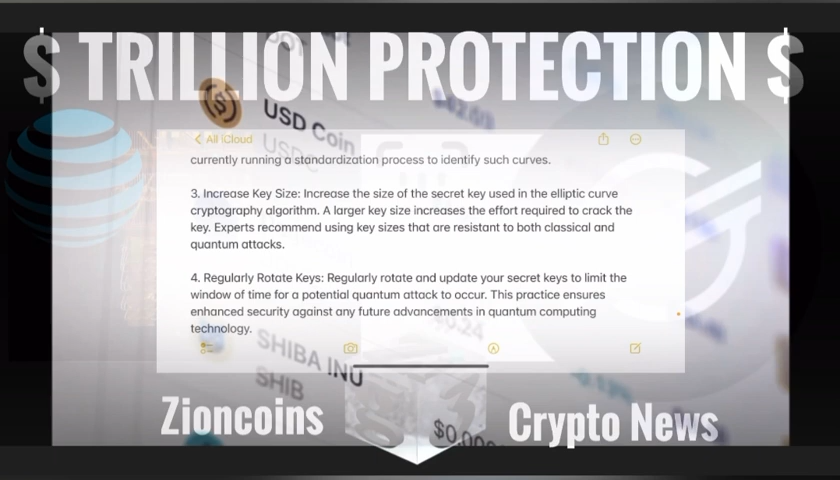 $ TRILLION PROTECTION $
USD Coin
USDC
All iCloud
currently running a standardization process to identify such curves.
3. Increase Key Size: Increase the size of the secret key used in the elliptic curve
cryptography algorithm. A larger key size increases the effort required to crack the
key. Experts recommend using key sizes that are resistant to both classical and
quantum attacks.
4. Regularly Rotate Keys: Regularly rotate and update your secret keys to limit the
window of time for a potential quantum attack to occur. This practice ensures
enhanced security against any future advancements in quantum computing
technology.
SHIBA INU
SHIB
Zioncoins
Crypto News